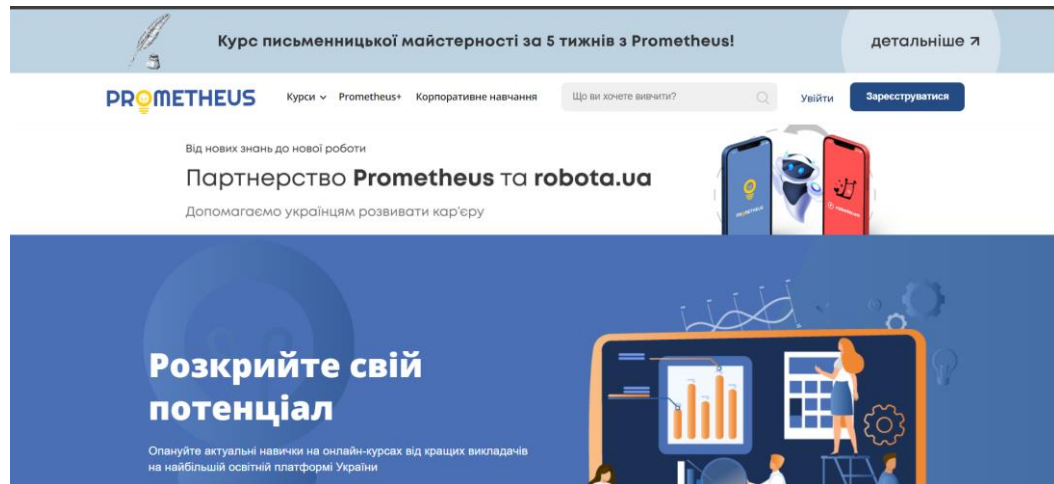 Курс письменницької майстерності за 5 тижнів з Prometheus!
детальніше ↗
PROMETHEUS
Курси
Prometheus+
Корпоративне навчання
Що ви хочете вивчити?
Увійти
Зареєструватися
Від нових знань до нової роботи
Партнерство Prometheus та robota.ua
Допомагаємо українцям розвивати кар'єру
PROMETHEUS
Розкрийте свій
потенціал
Опануйте актуальні навички на онлайн-курсах від кращих викладачів
на найбільшій освітній платформі України